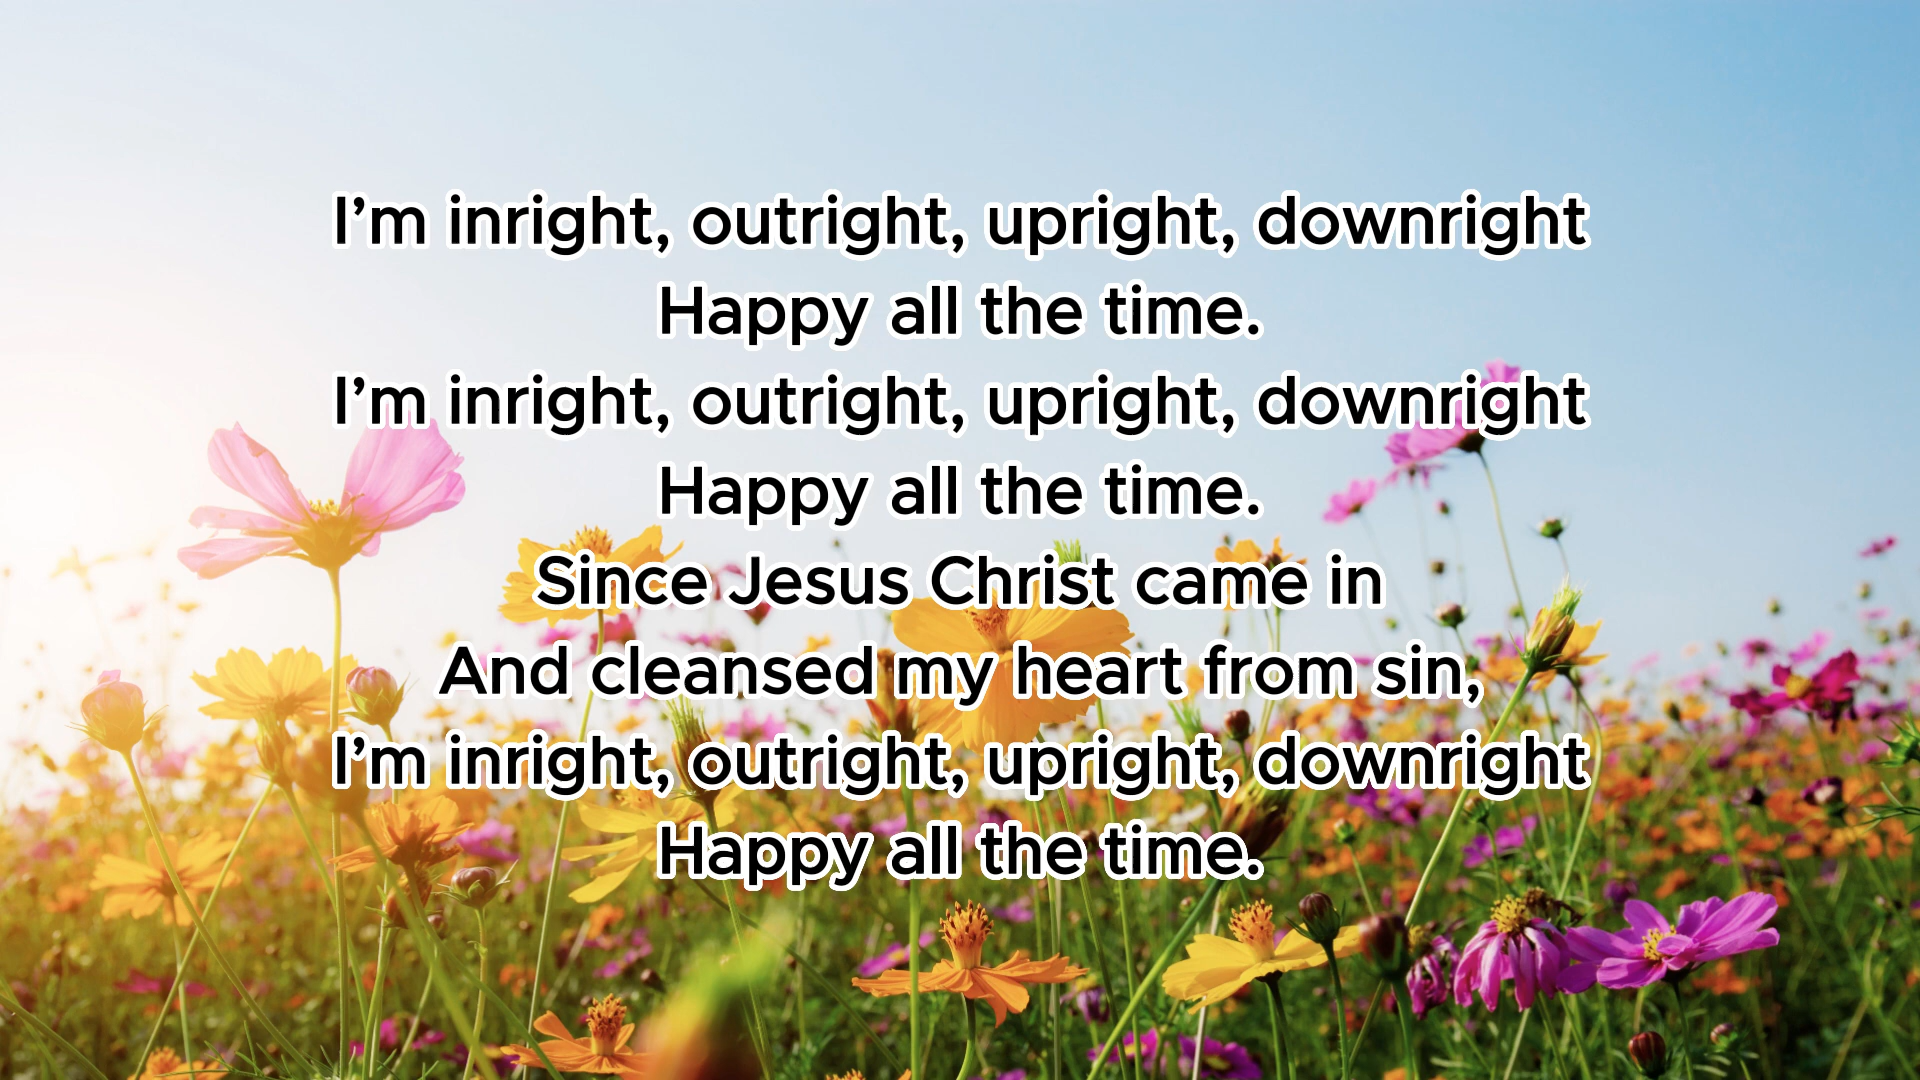 I’m inright, outright, upright, downright
Happy all the time.
I’m inright, outright, upright, downright
Happy all the time.
Since Jesus Christ came in
And cleansed my heart from sin,
I’m inright, outright, upright, downright
Happy all the time.